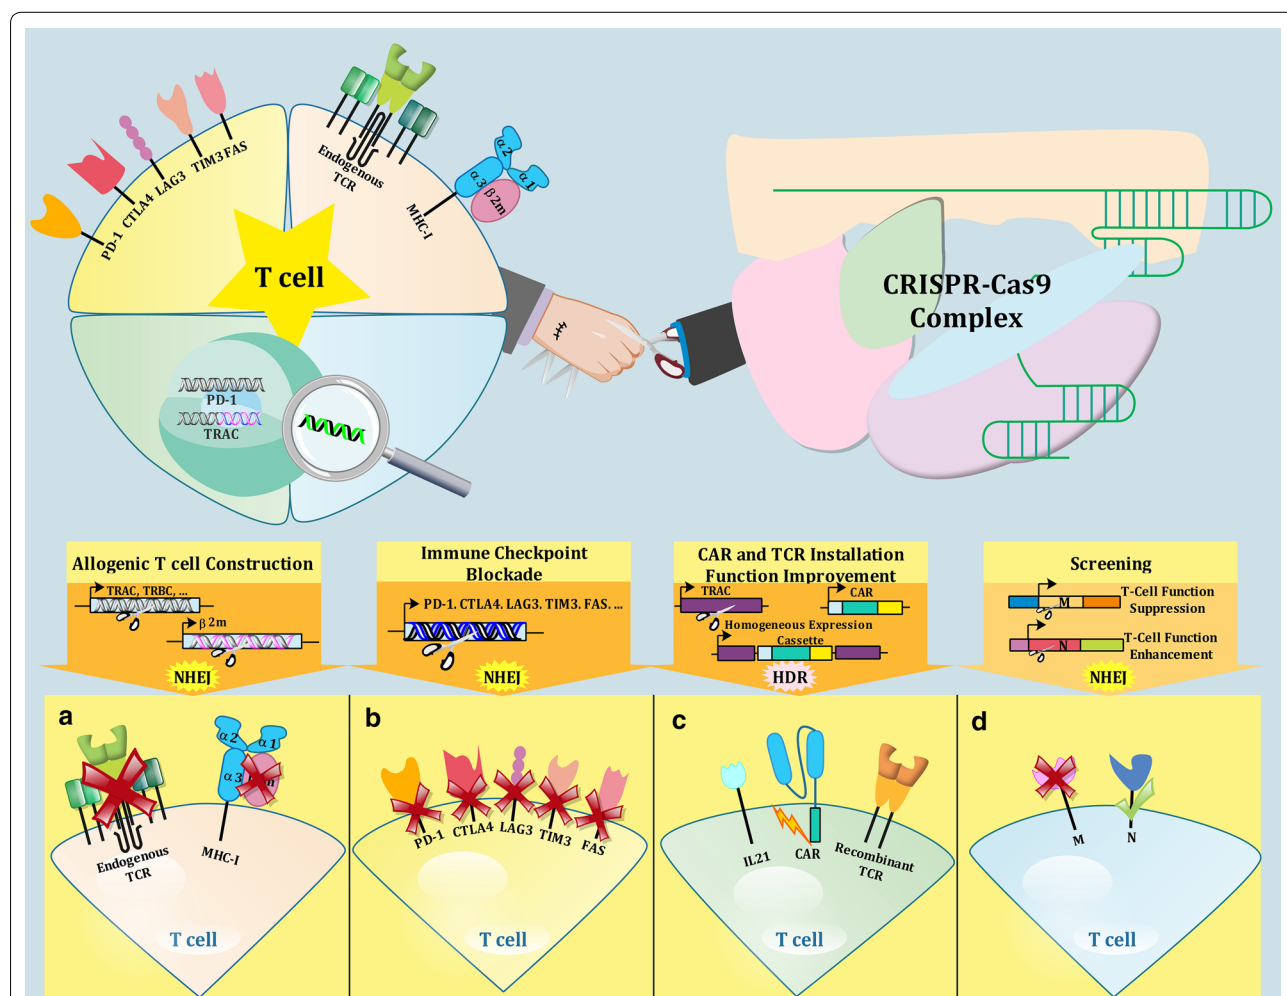 PD-1
CTLA4
LAG3
TIM3
FAS
Endogenous
TCR
MHC-I
α3
α2
α1
β2m
T cell
PD-1
TRAC
CRISPR-Cas9
Complex
Allogenic T cell Construction
TRAC, TRBC, ...
β 2m
NHEJ
Immune Checkpoint
Blockade
PD-1. CTLA4. LAG3. TIM3. FAS. ...
NHEJ
CAR and TCR Installation
Function Improvement
TRAC
CAR
Homogeneous Expression
Cassette
HDR
Screening
M
T-Cell Function
Suppression
N
T-Cell Function
Enhancement
NHEJ
a
α2
α1
α3
Endogenous
TCR
MHC-I
T cell
b
PD-1
CTLA4
LAG3
TIM3
FAS
T cell
c
IL21
CAR
Recombinant
TCR
T cell
d
M
N
T cell